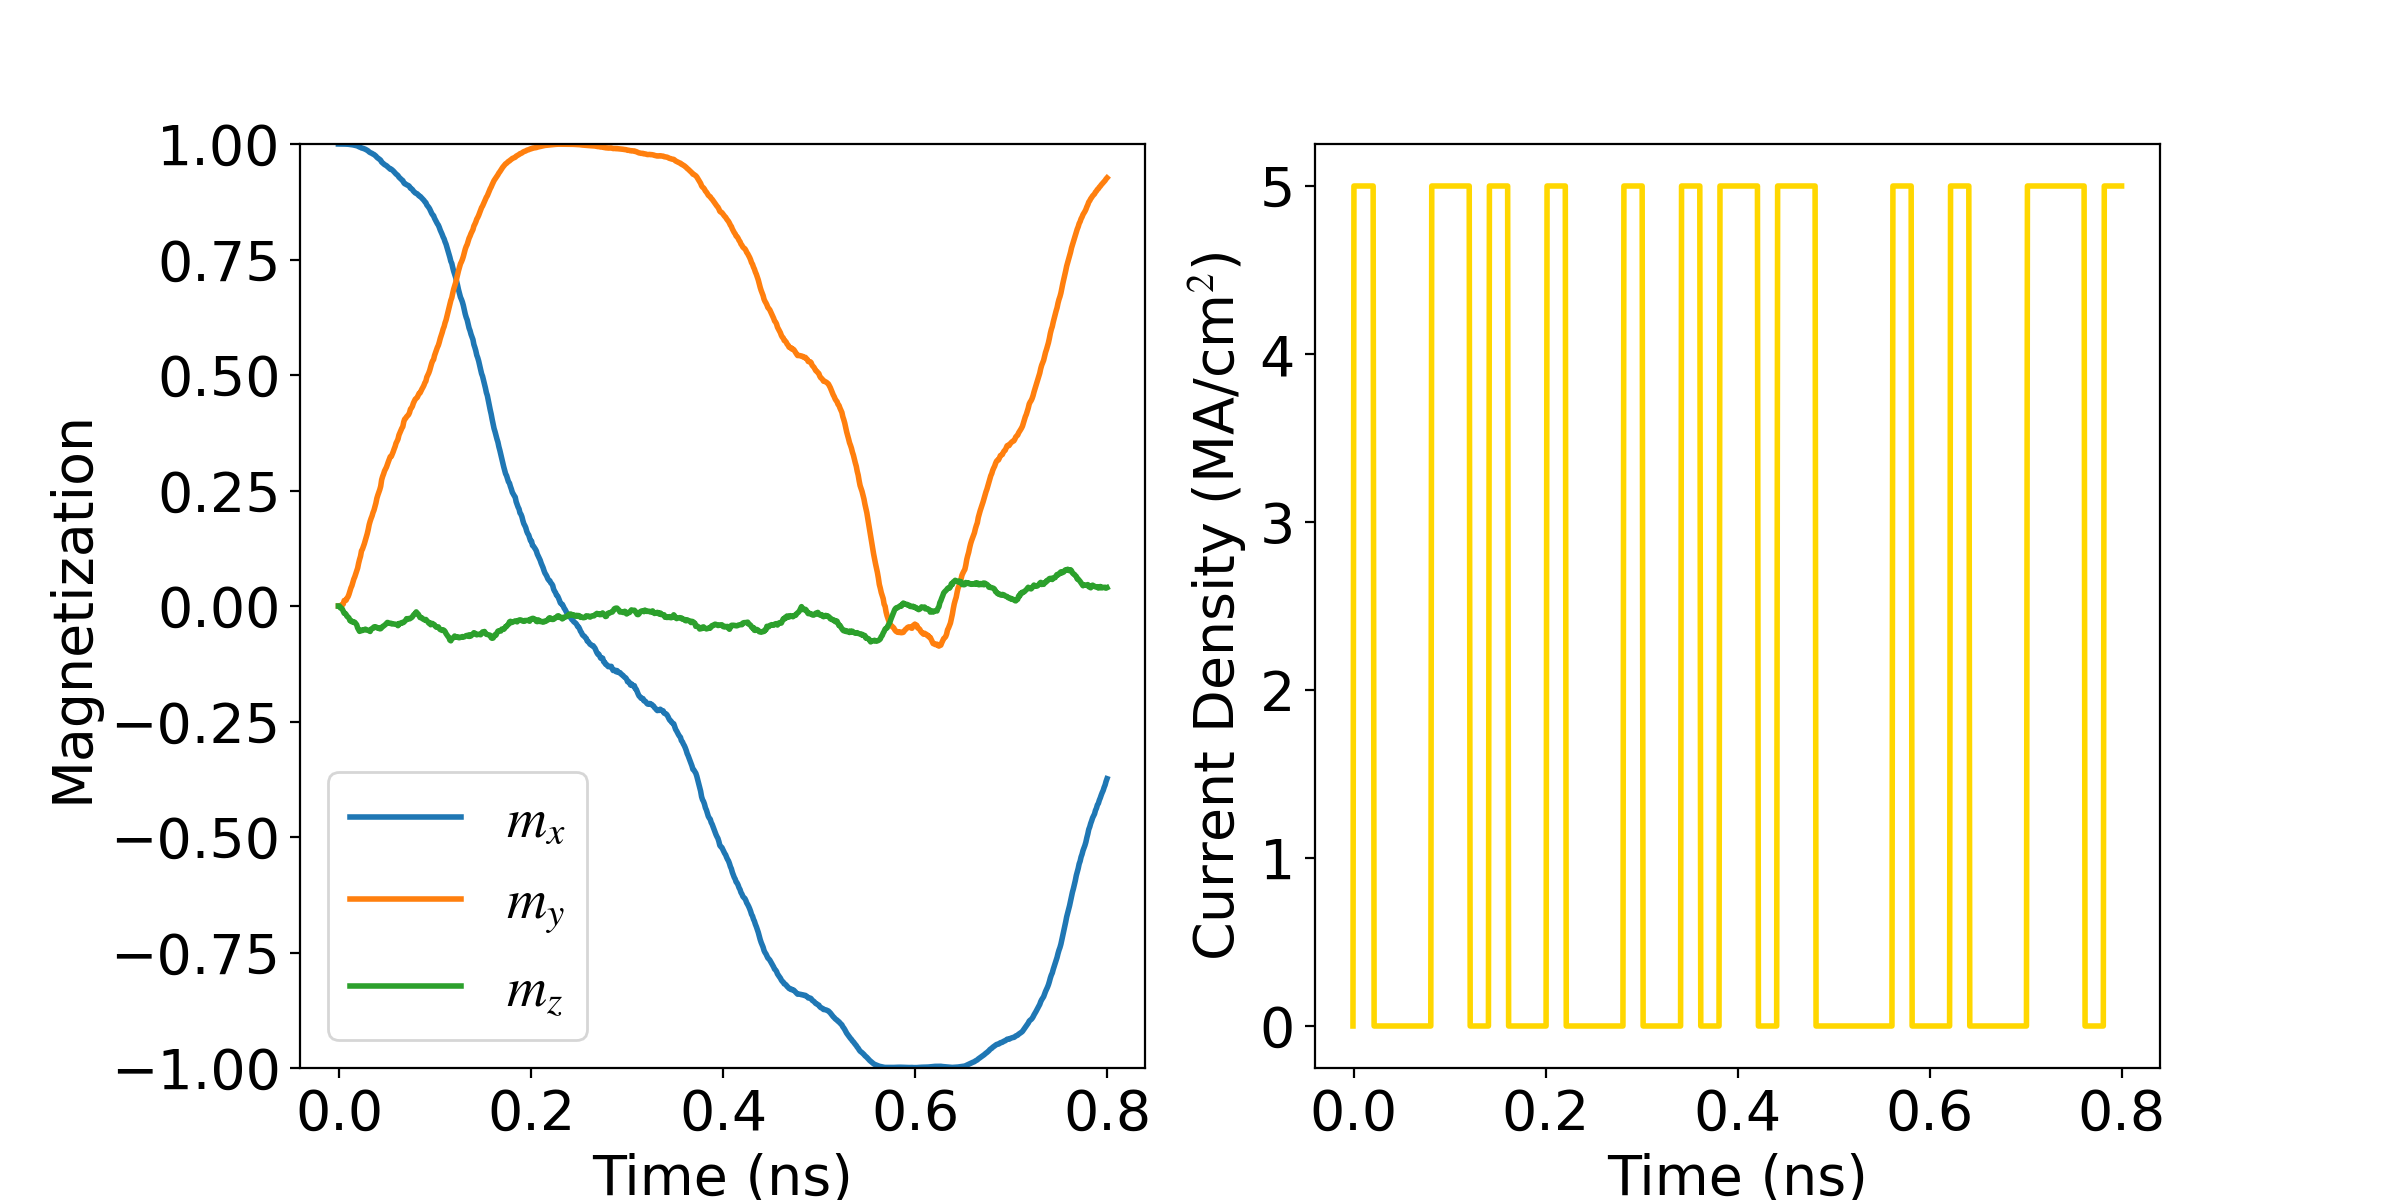 Magnetization
1.00
0.75
0.50
0.25
0.00
−0.25
−0.50
−0.75
−1.00
0.0 0.2 0.4 0.6 0.8
Time (ns)
mₓ
m_y
m_z
Current Density (MA/cm²)
5
4
3
2
1
0
0.0 0.2 0.4 0.6 0.8
Time (ns)